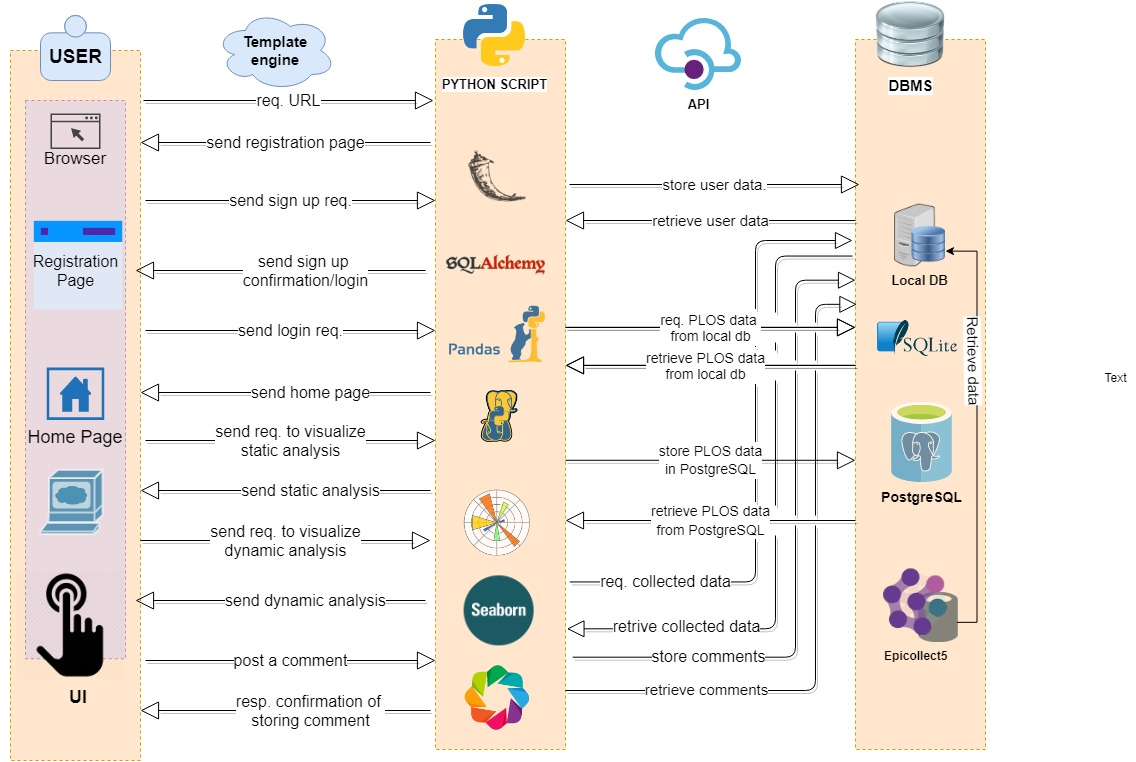 USER
Template
engine
PYTHON SCRIPT
API
DBMS
req. URL
Browser
send registration page
send sign up req.
store user data.
retrieve user data
Registration
Page
send sign up
confirmation/login
SQLAlchemy
Local DB
send login req.
Pandas
req. PLOS data
from local db
SQLite
Retrieve data
retrieve PLOS data
from local db
Text
send home page
Home Page
send req. to visualize
static analysis
store PLOS data
in PostgreSQL
PostgreSQL
send static analysis
retrieve PLOS data
from PostgreSQL
send req. to visualize
dynamic analysis
req. collected data
send dynamic analysis
Seaborn
retrive collected data
post a comment
store comments
Epicollect5
UI
retrieve comments
resp. confirmation of
storing comment